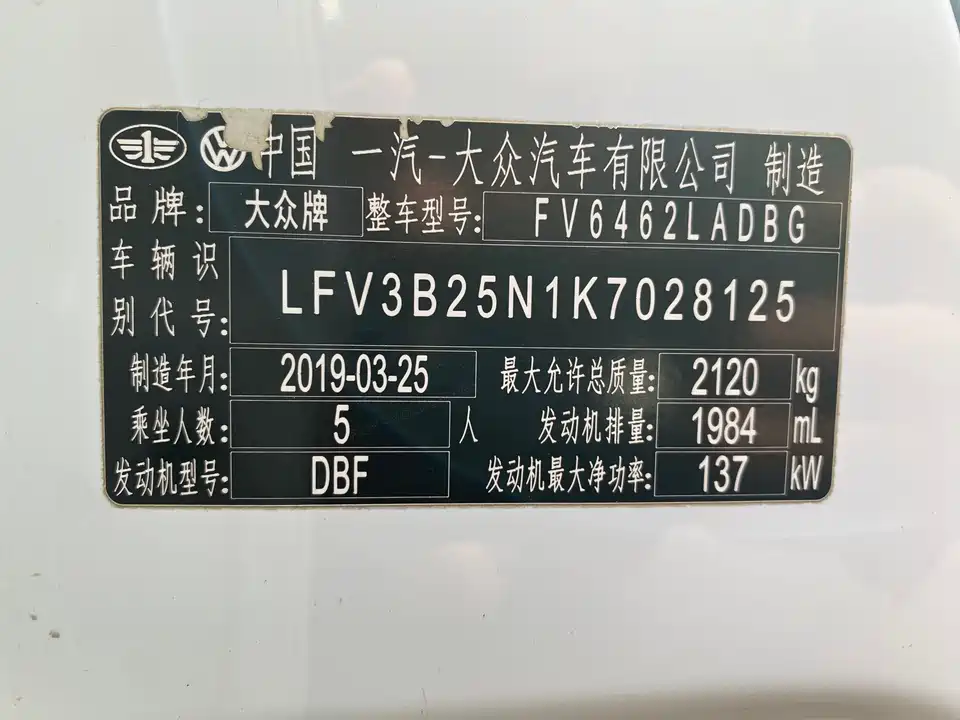 中国 一汽-大众汽车有限公司 制造
品牌: 大众牌 整车型号: FV6462LADBG
车辆识别代号: LFV3B25N1K7028125
制造年月: 2019-03-25 最大允许总质量: 2120 kg
乘坐人数: 5 人 发动机排量: 1984 mL
发动机型号: DBF 发动机最大净功率: 137 kW